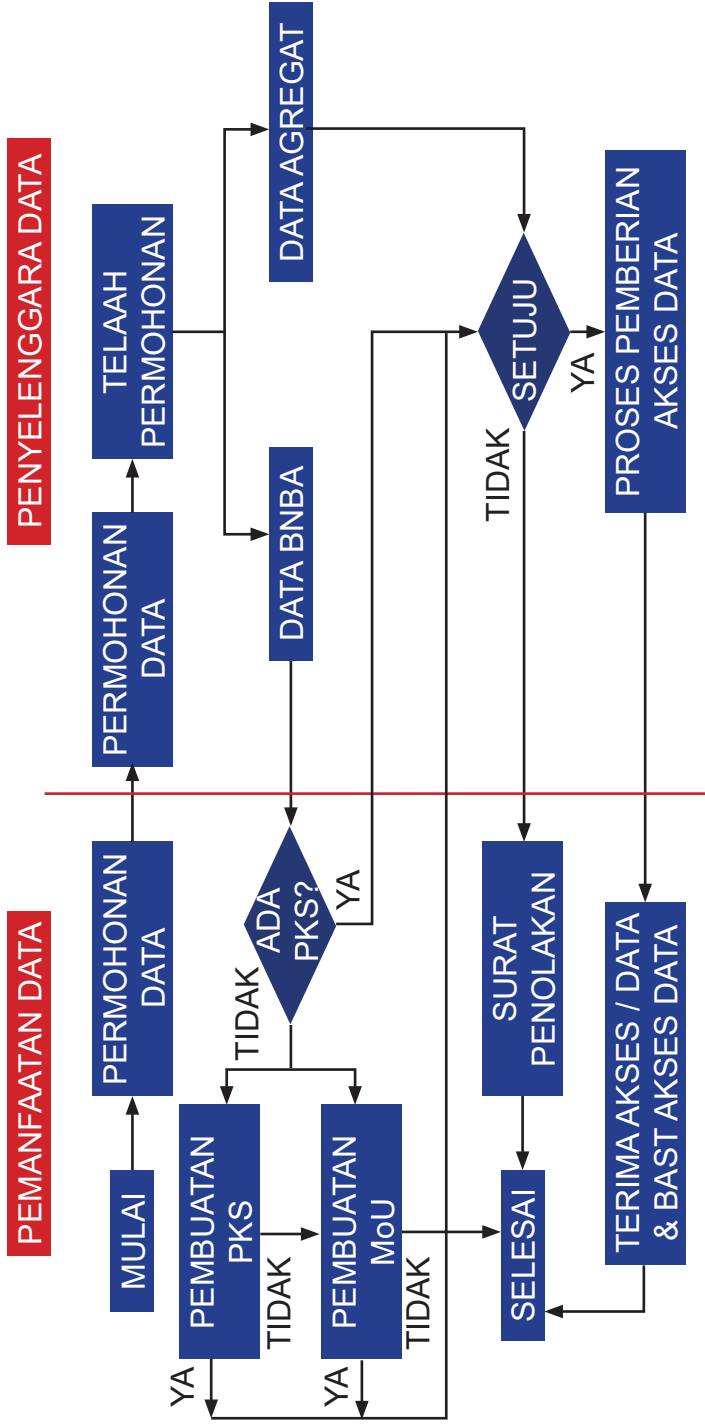 PEMANFAATAN DATA
PENYELENGGARA DATA
MULAI
PERMOHONAN
DATA
PERMOHONAN
DATA
TELAAH
PERMOHONAN
PEMBUATAN
PKS
TIDAK
ADA
PKS?
DATA BNBA
DATA AGREGAT
YA
TIDAK
YA
PEMBUATAN
MoU
YA
TIDAK
SELESAI
SURAT
PENOLAKAN
TIDAK
SETUJU
YA
TERIMA AKSES / DATA
& BAST AKSES DATA
PROSES PEMBERIAN
AKSES DATA